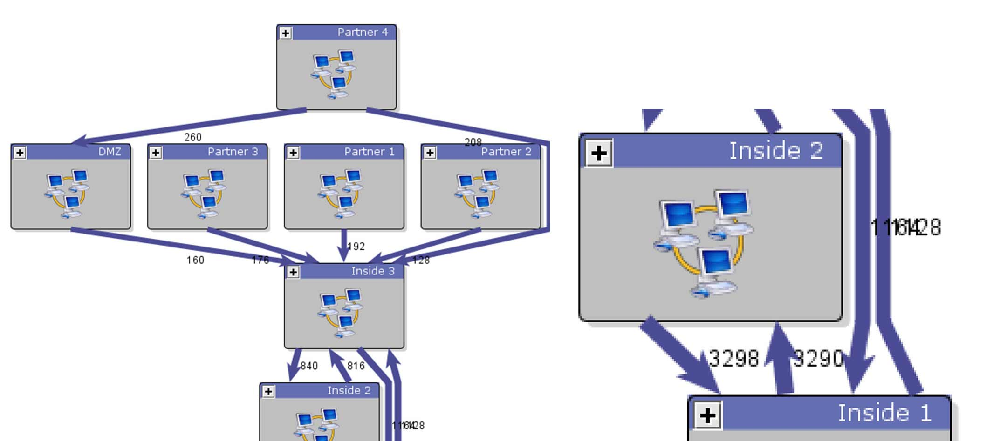 Partner 4
260
208
DMZ
Partner 3
Partner 1
Partner 2
192
160
176
128
Inside 3
840
816
Inside 2
Inside 2
3298
3290
Inside 1